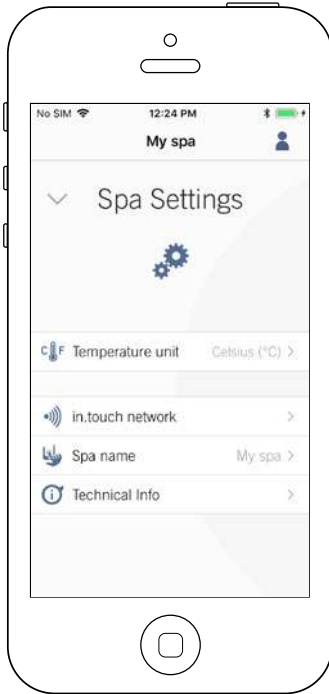 No SIM 12:24 PM
My spa
Spa Settings
C F Temperature unit Celsius (°C) >
in.touch network >
Spa name My spa >
i Technical Info >